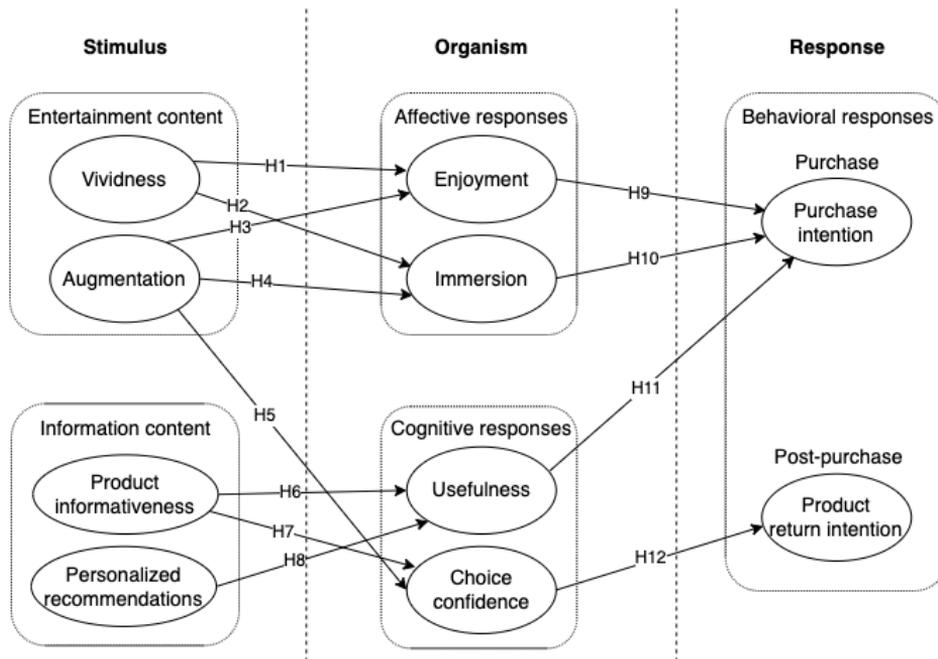 Stimulus
Organism
Response
Entertainment content
Affective responses
Behavioral responses
Vividness
H1
Enjoyment
Purchase
H9
Purchase
intention
H2
H3
Augmentation
H4
Immersion
H10
H11
H5
Information content
Cognitive responses
Product
informativeness
H6
Usefulness
Post-purchase
Product
return intention
H7
H8
Personalized
recommendations
Choice
confidence
H12